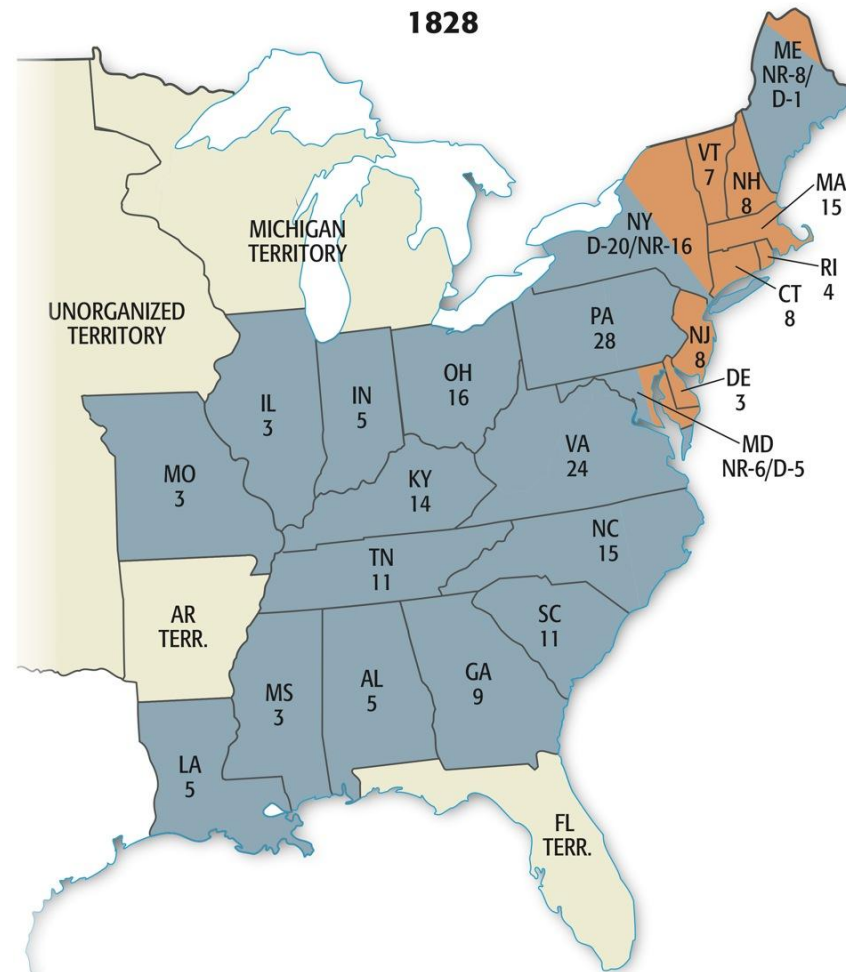 1828
ME
NR-8/
D-1
VT
7
NH
8
MA
15
NY
D-20/NR-16
RI
4
CT
8
MICHIGAN
TERRITORY
UNORGANIZED
TERRITORY
PA
28
NJ
8
OH
16
DE
3
IL
3
IN
5
MD
NR-6/D-5
VA
24
MO
3
KY
14
NC
15
TN
11
SC
11
AR
TERR.
GA
9
AL
5
MS
3
LA
5
FL
TERR.